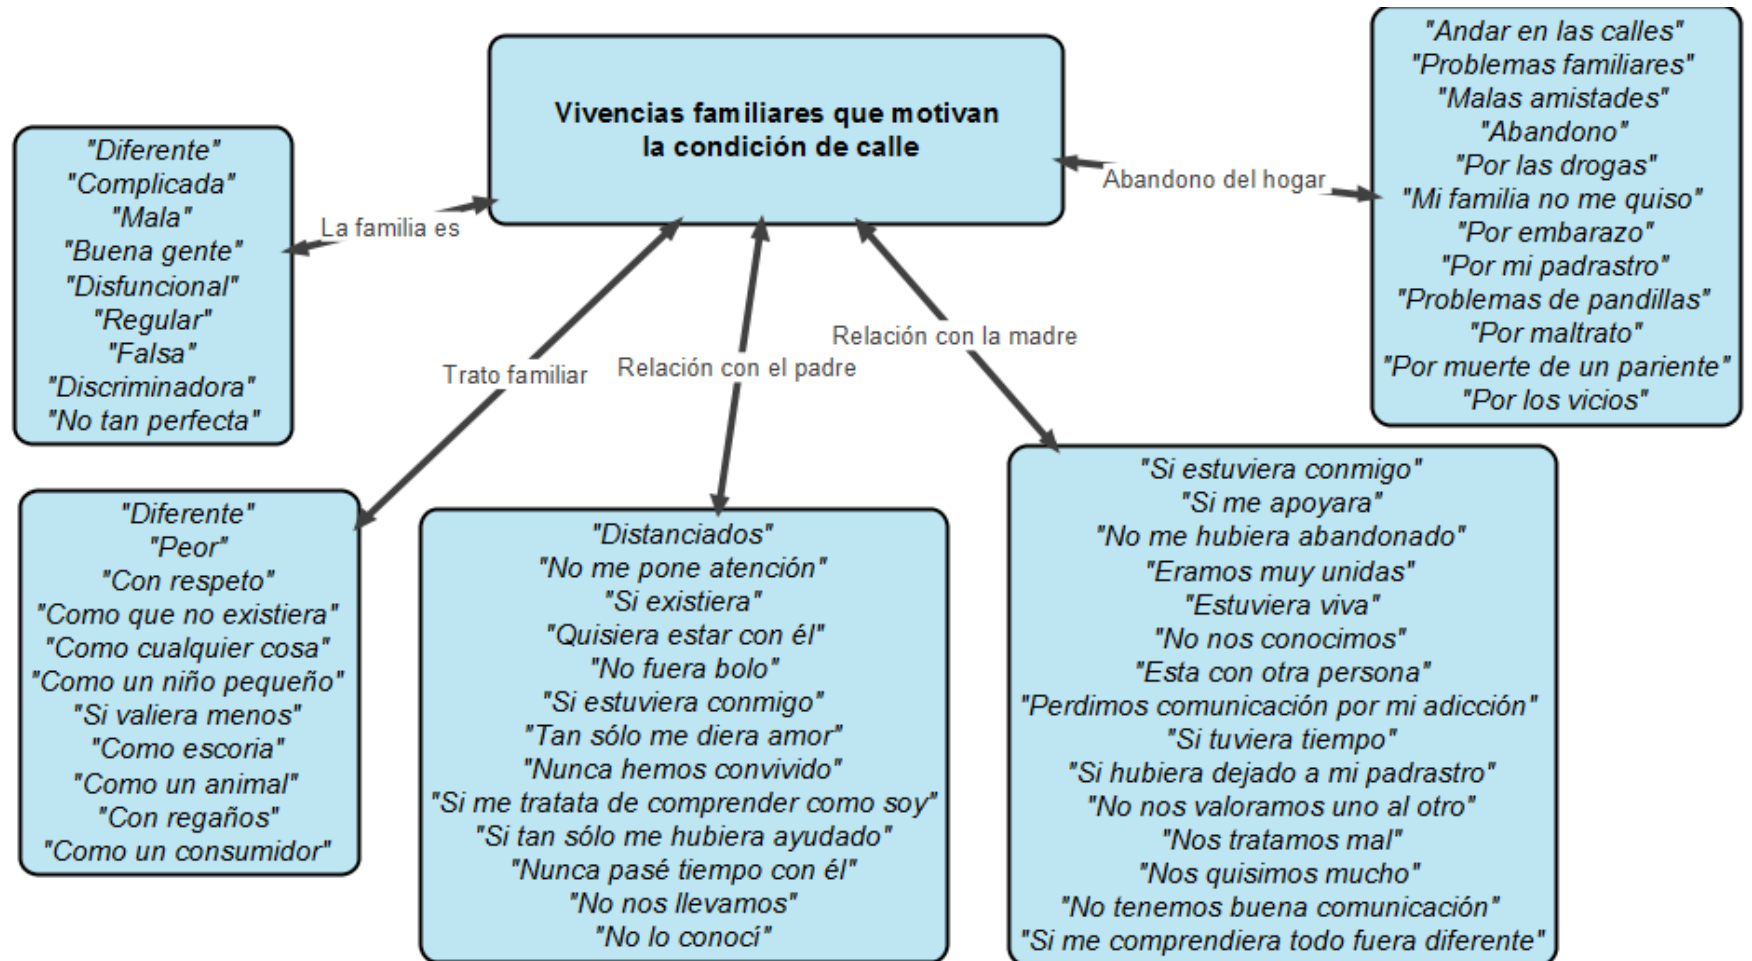 Vivencias familiares que motivan
la condición de calle
La familia es
"Diferente"
"Complicada"
"Mala"
"Buena gente"
"Disfuncional"
"Regular"
"Falsa"
"Discriminadora"
"No tan perfecta"
Trato familiar
"Diferente"
"Peor"
"Con respeto"
"Como que no existiera"
"Como cualquier cosa"
"Como un niño pequeño"
"Si valiera menos"
"Como escoria"
"Como un animal"
"Con regaños"
"Como un consumidor"
Relación con el padre
"Distanciados"
"No me pone atención"
"Si existiera"
"Quisiera estar con él"
"No fuera bolo"
"Si estuviera conmigo"
"Tan sólo me diera amor"
"Nunca hemos convivido"
"Si me tratata de comprender como soy"
"Si tan sólo me hubiera ayudado"
"Nunca pasé tiempo con él"
"No nos llevamos"
"No lo conocí"
Relación con la madre
"Si estuviera conmigo"
"Si me apoyara"
"No me hubiera abandonado"
"Eramos muy unidas"
"Estuviera viva"
"No nos conocimos"
"Esta con otra persona"
"Perdimos comunicación por mi adicción"
"Si tuviera tiempo"
"Si hubiera dejado a mi padrastro"
"No nos valoramos uno al otro"
"Nos tratamos mal"
"Nos quisimos mucho"
"No tenemos buena comunicación"
"Si me comprendiera todo fuera diferente"
Abandono del hogar
"Andar en las calles"
"Problemas familiares"
"Malas amistades"
"Abandono"
"Por las drogas"
"Mi familia no me quiso"
"Por embarazo"
"Por mi padrastro"
"Problemas de pandillas"
"Por maltrato"
"Por muerte de un pariente"
"Por los vicios"